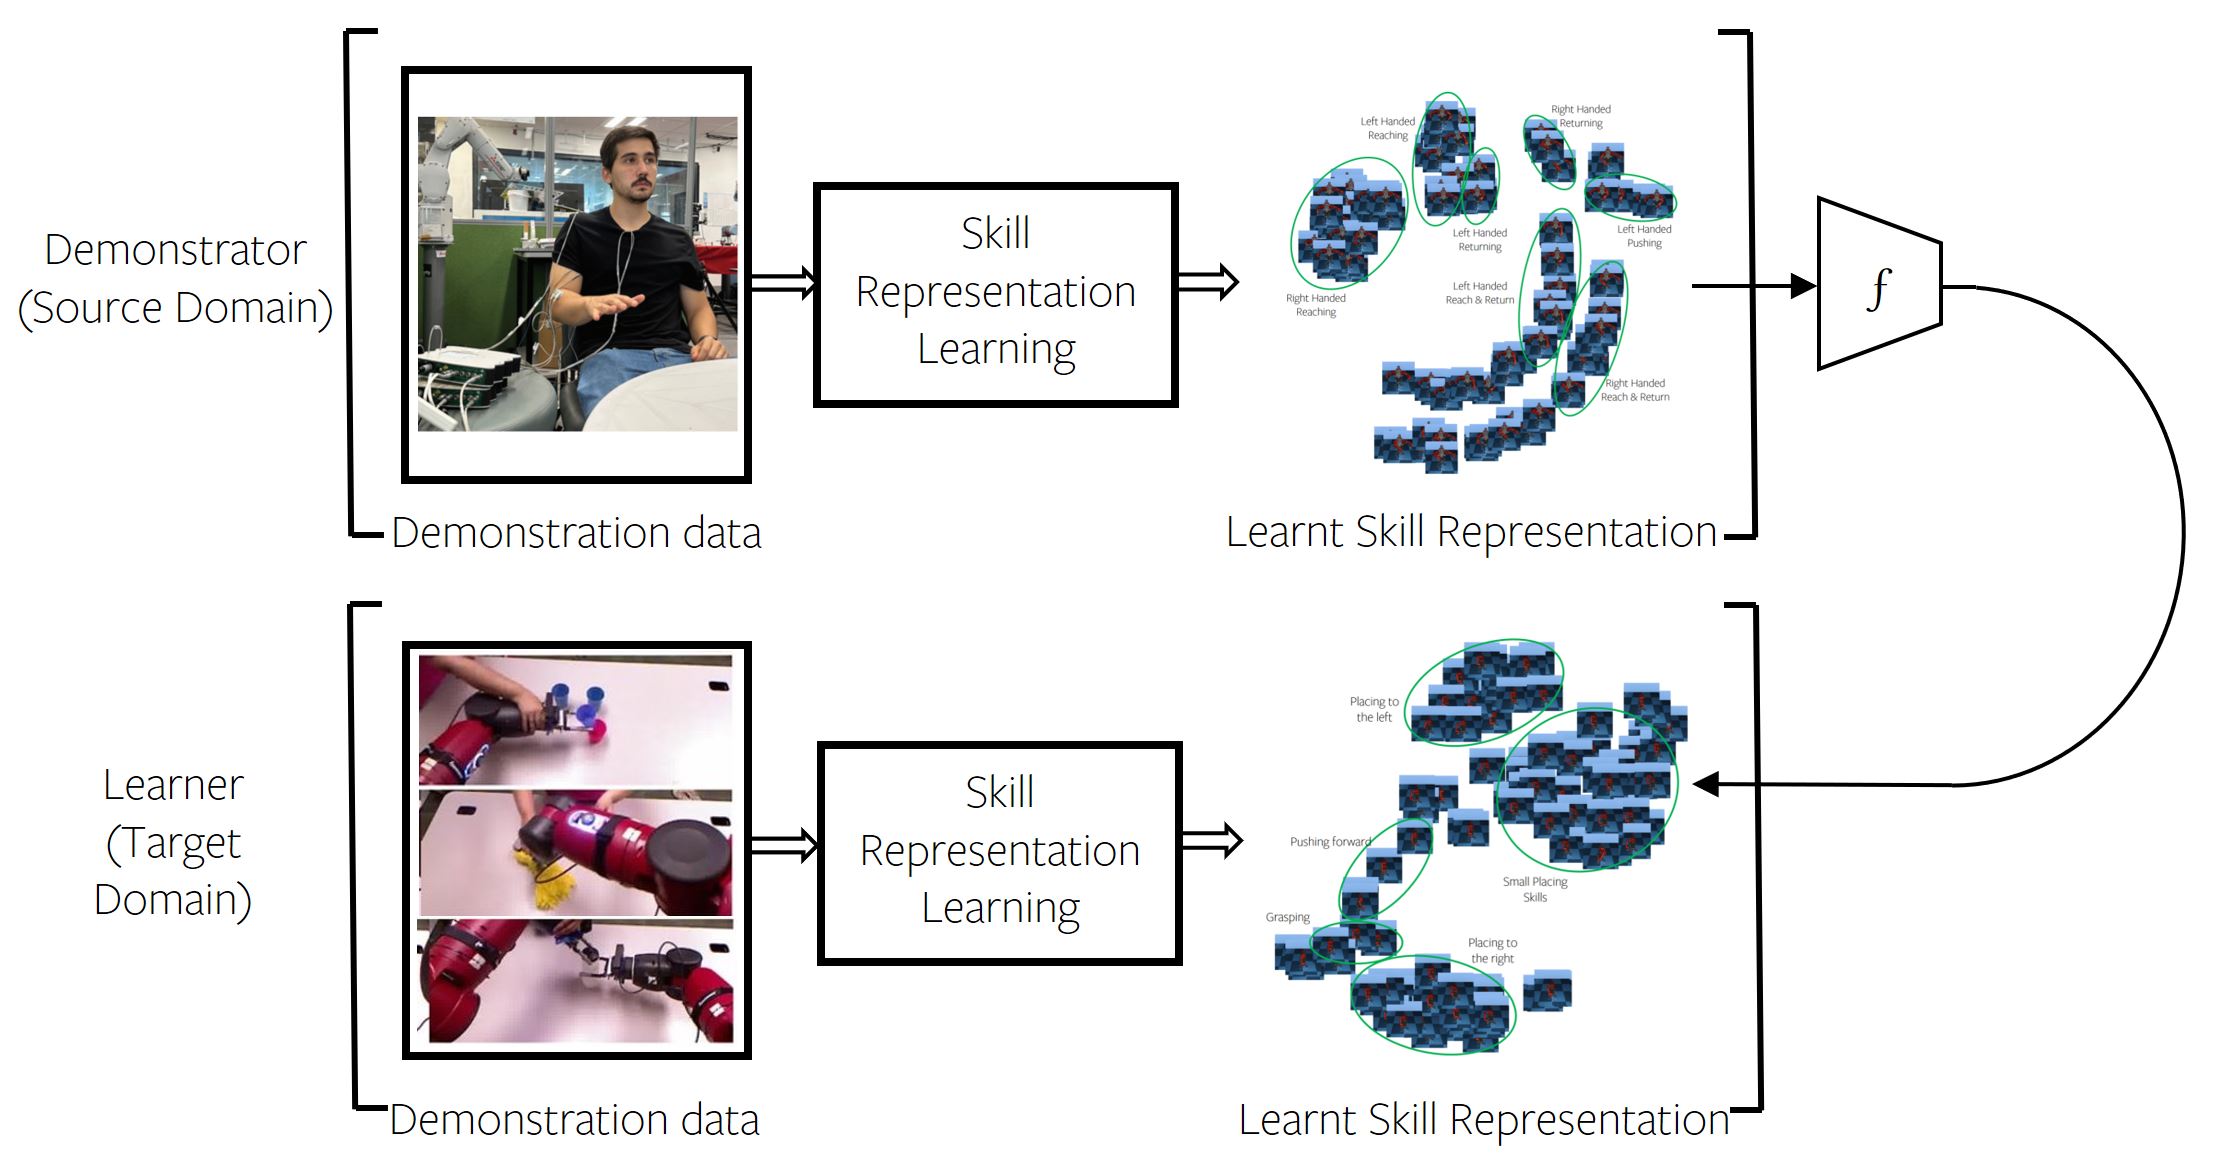 Demonstrator
(Source Domain)
Skill
Representation
Learning
Left Handed
Reaching
Right Handed
Returning
Left Handed
Returning
Left Handed
Pushing
Right Handed
Reaching
Left Handed
Reach & Return
Right Handed
Reach & Return
f
Demonstration data
Learnt Skill Representation
Learner
(Target
Domain)
Skill
Representation
Learning
Placing to
the left
Pushing forward
Small Placing
Skills
Grasping
Placing to
the right
Demonstration data
Learnt Skill Representation